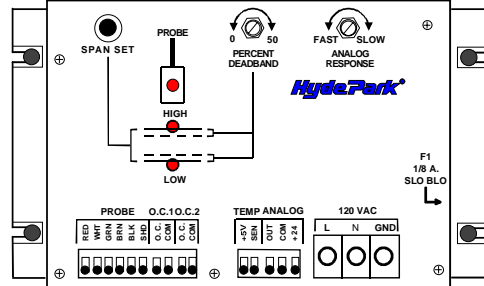 SPAN SET
PROBE
0 50
PERCENT
DEADBAND
FAST SLOW
ANALOG
RESPONSE
HydePark
HIGH
LOW
F1
1/8 A.
SLO BLO
PROBE O.C.1 O.C.2
RED WHT GRN BRN BLK SHD O.C. COM O.C. COM
TEMP ANALOG
+5V SEN OUT COM +24
120 VAC
L N GND